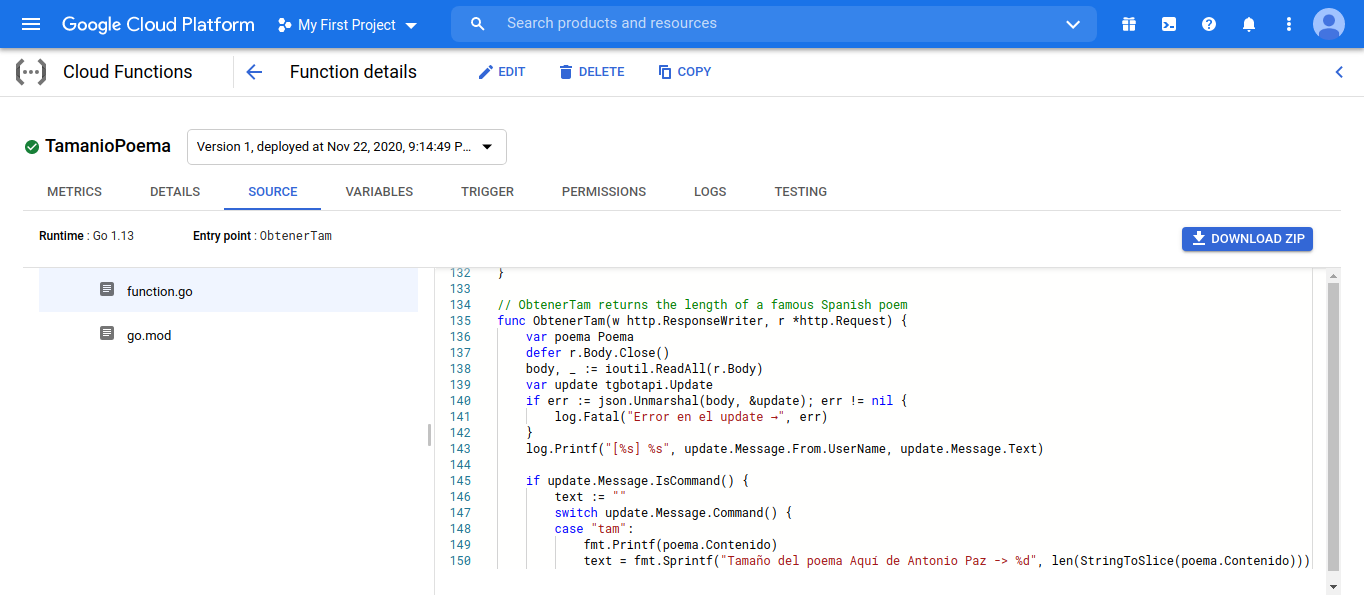 Google Cloud Platform My First Project Search products and resources
Cloud Functions Function details EDIT DELETE COPY
TamanioPoema Version 1, deployed at Nov 22, 2020, 9:14:49 P...
METRICS DETAILS SOURCE VARIABLES TRIGGER PERMISSIONS LOGS TESTING
Runtime : Go 1.13 Entry point : ObtenerTam DOWNLOAD ZIP
function.go
go.mod
132 }
133
134 // ObtenerTam returns the length of a famous Spanish poem
135 func ObtenerTam(w http.ResponseWriter, r *http.Request) {
136     var poema Poema
137     defer r.Body.Close()
138     body, _ := ioutil.ReadAll(r.Body)
139     var update tgbotapi.Update
140     if err := json.Unmarshal(body, &update); err != nil {
141         log.Fatal("Error en el update →", err)
142     }
143     log.Printf("[%s] %s", update.Message.From.UserName, update.Message.Text)
144
145     if update.Message.IsCommand() {
146         text := ""
147         switch update.Message.Command() {
148         case "tam":
149             fmt.Printf(poema.Contenido)
150             text = fmt.Sprintf("Tamaño del poema Aquí de Antonio Paz -> %d", len(StringToSlice(poema.Contenido)))